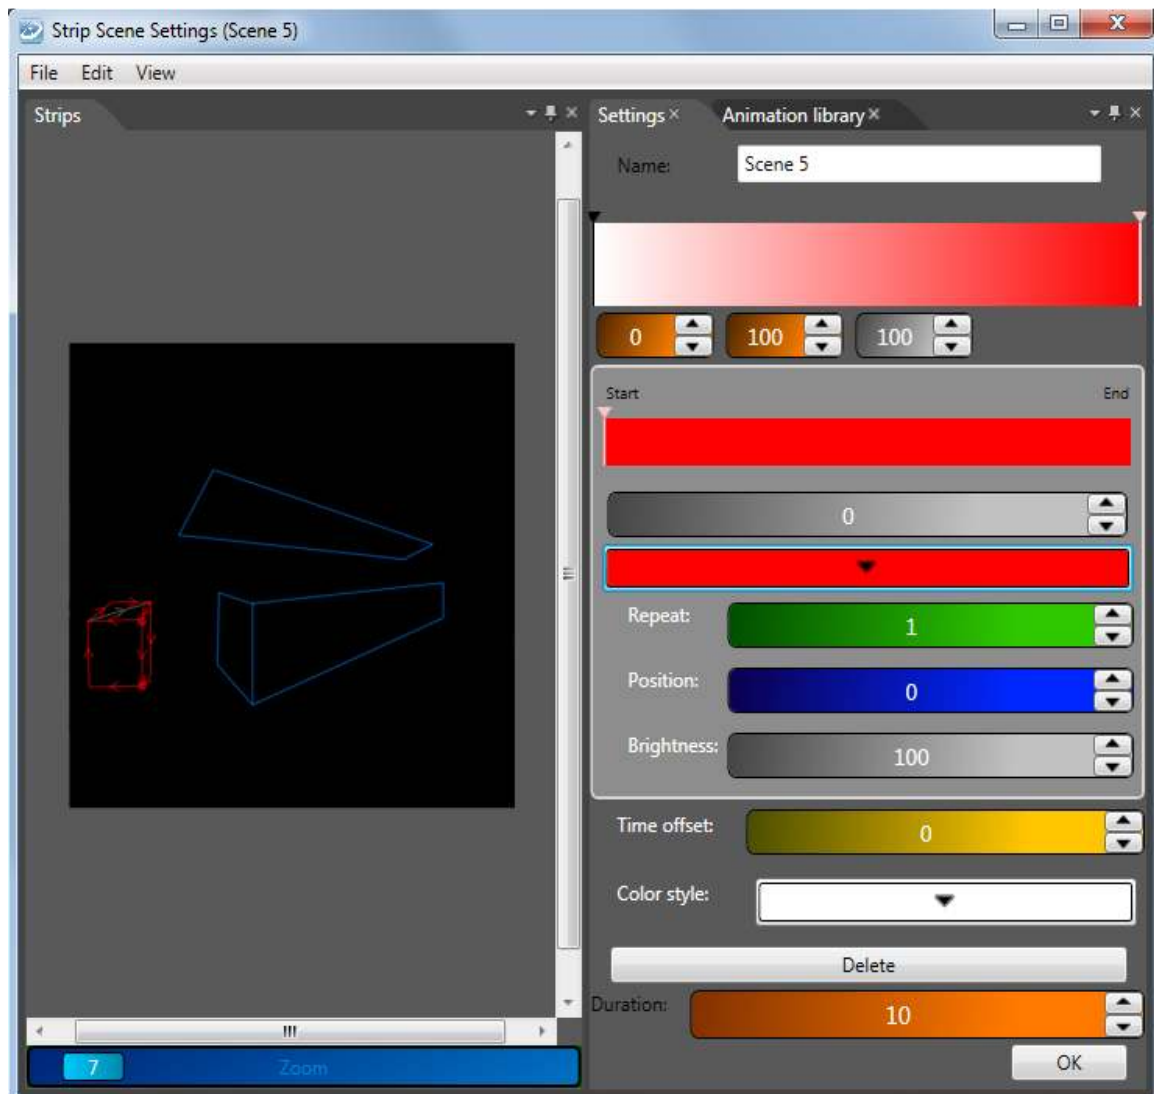 Strip Scene Settings (Scene 5)
File Edit View
Strips
Settings Animation library
Name: Scene 5
0 100 100
Start End
0
Repeat: 1
Position: 0
Brightness: 100
Time offset: 0
Color style:
Delete
Duration: 10
7 Zoom
OK